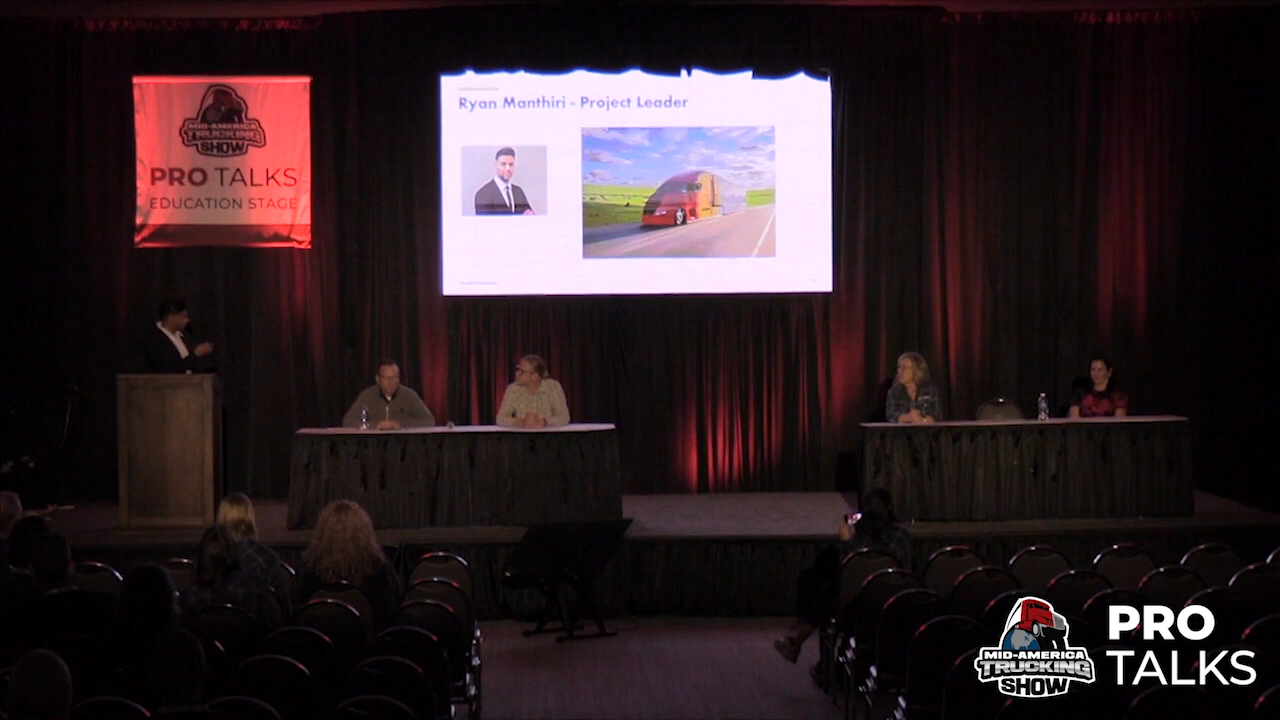 MID-AMERICA
TRUCKING
SHOW
PRO TALKS
EDUCATION STAGE
Ryan Manthiri - Project Leader
MID-AMERICA
TRUCKING
SHOW
PRO
TALKS